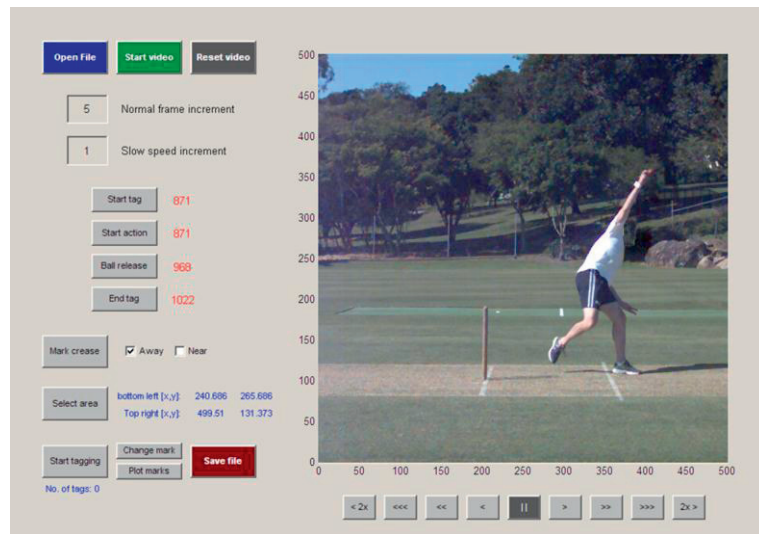 Open File Start video Reset video
5 Normal frame increment
1 Slow speed increment
Start tag 871
Start action 871
Ball release 968
End tag 1022
Mark crease Away Near
Select area bottom left [x,y]: 240.686 265.686
Top right [x,y]: 499.51 131.373
Start tagging Change mark Save file
Plot marks
No. of tags: 0
500
450
400
350
300
250
200
150
100
50
0
0 50 100 150 200 250 300 350 400 450 500
< 2x <<< << < || > >> >>> 2x >